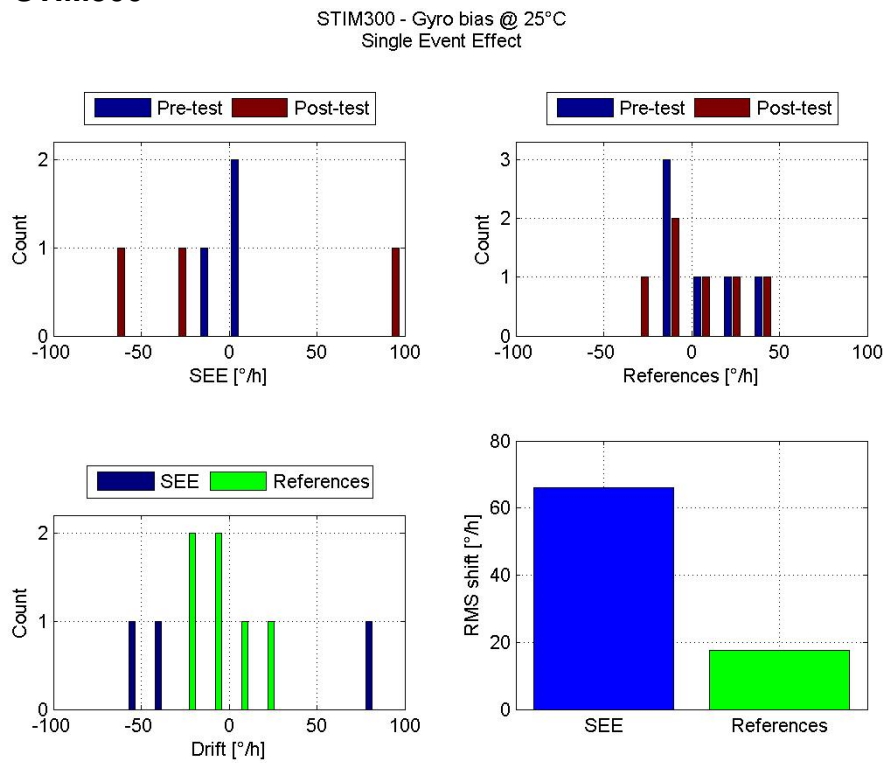 STIM300 - Gyro bias @ 25°C
Single Event Effect
Pre-test Post-test
2
1
0
Count
-100 -50 0 50 100
SEE [°/h]
Pre-test Post-test
3
2
1
0
Count
-100 -50 0 50 100
References [°/h]
SEE References
2
1
0
Count
-100 -50 0 50 100
Drift [°/h]
80
60
40
20
0
RMS shift [°/h]
SEE References